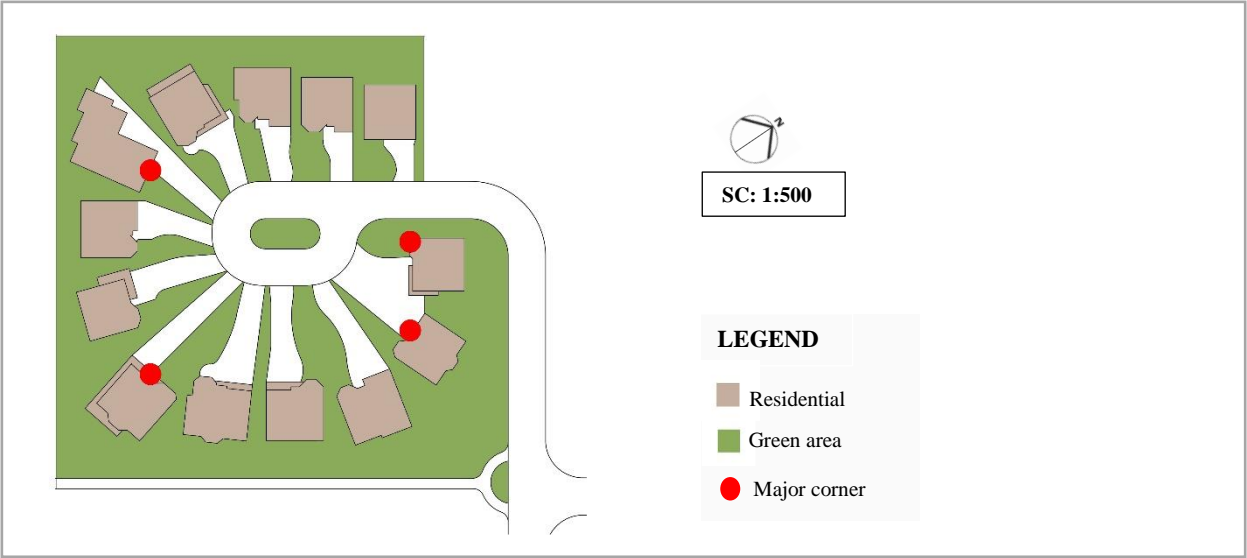 N
SC: 1:500
LEGEND
Residential
Green area
Major corner